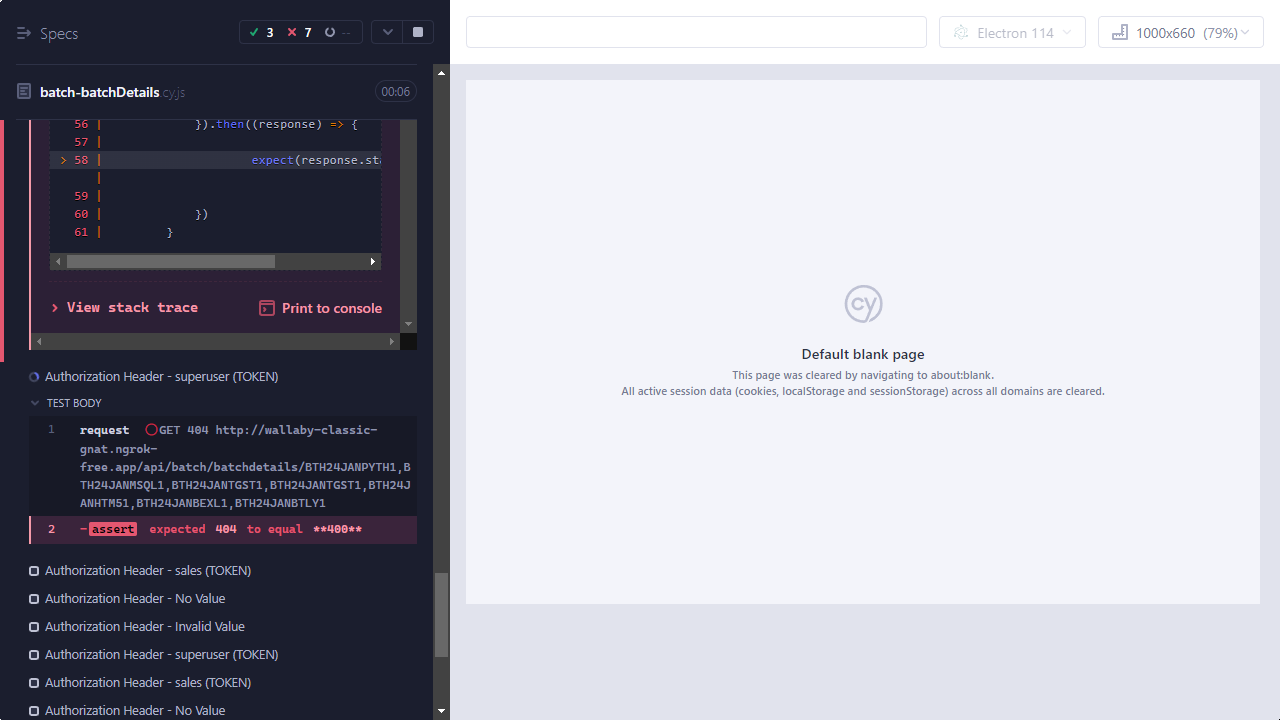 Specs
3 7 --
Electron 114
1000x660 (79%)
batch-batchDetails.cy.js
00:06
56 | }).then((response) => {
57 |
> 58 | expect(response.sta
|
59 |
60 | })
61 | }
View stack trace
Print to console
Authorization Header - superuser (TOKEN)
TEST BODY
1 request GET 404 http://wallaby-classic-
gnat.ngrok-
free.app/api/batch/batchdetails/BTH24JANPYTH1,B
TH24JANMSQL1,BTH24JANTGST1,BTH24JANTGST1,BTH24J
ANHTM51,BTH24JANBEXL1,BTH24JANBTLY1
2 -assert expected 404 to equal **400**
Authorization Header - sales (TOKEN)
Authorization Header - No Value
Authorization Header - Invalid Value
Authorization Header - superuser (TOKEN)
Authorization Header - sales (TOKEN)
Authorization Header - No Value
cy
Default blank page
This page was cleared by navigating to about:blank.
All active session data (cookies, localStorage and sessionStorage) across all domains are cleared.